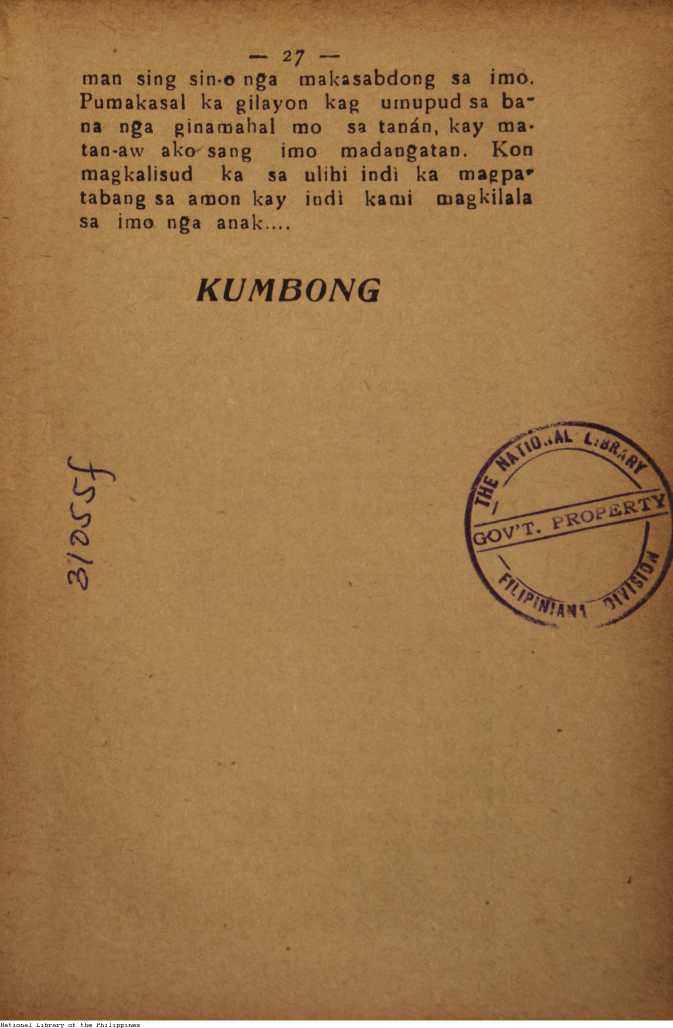 — 27 —
man sing sin-o nga makasabdong sa imo.
Pumakasal ka gilayon kag umupud sa ba-
na nga ginamahal mo sa tanán, kay ma-
tan-aw ako sang imo madangatan. Kon
magkalisud ka sa ulihi indì ka magpa-
tabang sa amon kay indì kami magkilala
sa imo nga anak....
KUMBONG
THE NATIONAL LIBRARY
GOV'T. PROPERTY
FILIPINIANA DIVISION
National Library of the Philippines